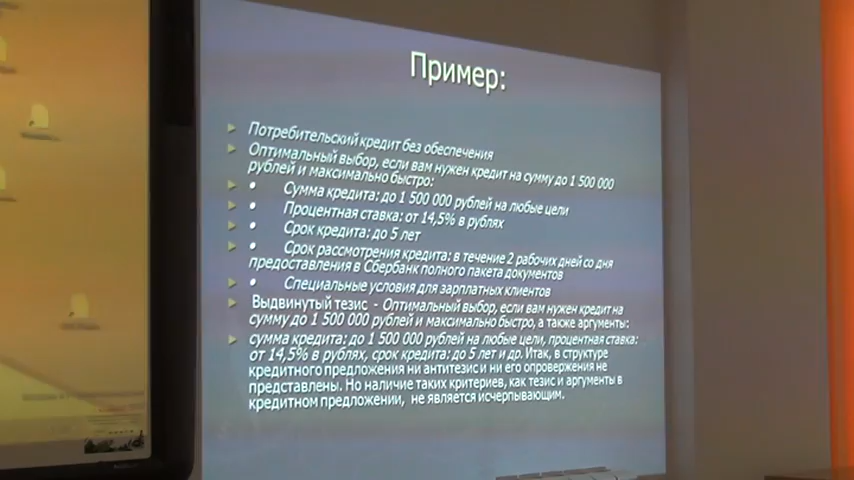 Пример:
Потребительский кредит без обеспечения
Оптимальный выбор, если вам нужен кредит на сумму до 1 500 000
рублей и максимально быстро:
• Сумма кредита: до 1 500 000 рублей на любые цели
• Процентная ставка: от 14,5% в рублях
• Срок кредита: до 5 лет
• Срок рассмотрения кредита: в течение 2 рабочих дней со дня
предоставления в Сбербанк полного пакета документов
• Специальные условия для зарплатных клиентов
Выдвинутый тезис - Оптимальный выбор, если вам нужен кредит на
сумму до 1 500 000 рублей и максимально быстро, а также аргументы:
сумма кредита: до 1 500 000 рублей на любые цели, процентная ставка:
от 14,5% в рублях, срок кредита: до 5 лет и др. Итак, в структуре
кредитного предложения ни антитезис и ни его опровержения не
представлены. Но наличие таких критериев, как тезис и аргументы в
кредитном предложении, не является исчерпывающим.